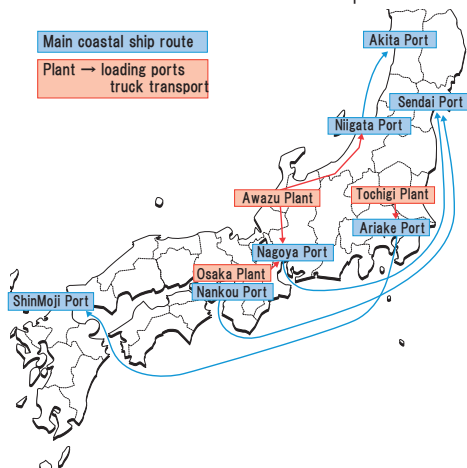 Main coastal ship route
Plant → loading ports
truck transport
Akita Port
Sendai Port
Niigata Port
Awazu Plant
Tochigi Plant
Ariake Port
Nagoya Port
Osaka Plant
Nankou Port
ShinMoji Port